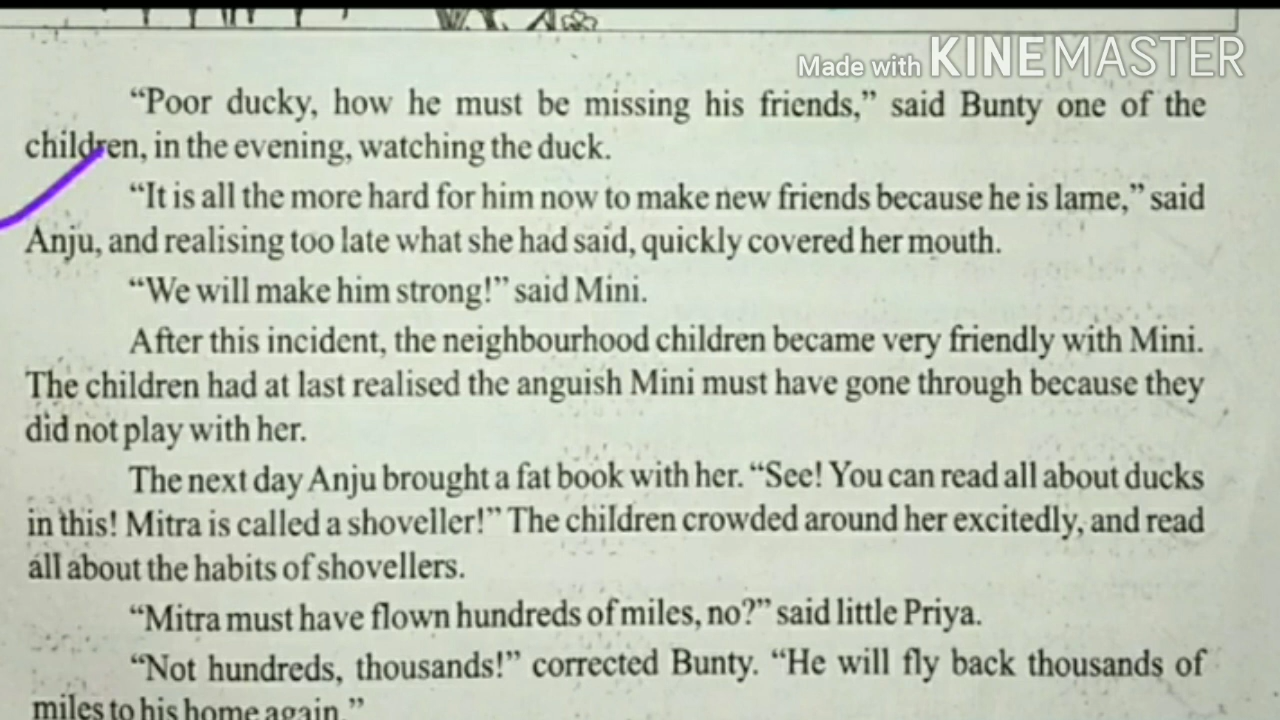 Made with KINEMASTER
“Poor ducky, how he must be missing his friends,” said Bunty one of the
children, in the evening, watching the duck.
“It is all the more hard for him now to make new friends because he is lame,” said
Anju, and realising too late what she had said, quickly covered her mouth.
“We will make him strong!” said Mini.
After this incident, the neighbourhood children became very friendly with Mini.
The children had at last realised the anguish Mini must have gone through because they
did not play with her.
The next day Anju brought a fat book with her. “See! You can read all about ducks
in this! Mitra is called a shoveller!” The children crowded around her excitedly, and read
all about the habits of shovellers.
“Mitra must have flown hundreds of miles, no?” said little Priya.
“Not hundreds, thousands!” corrected Bunty. “He will fly back thousands of
miles to his home again.”